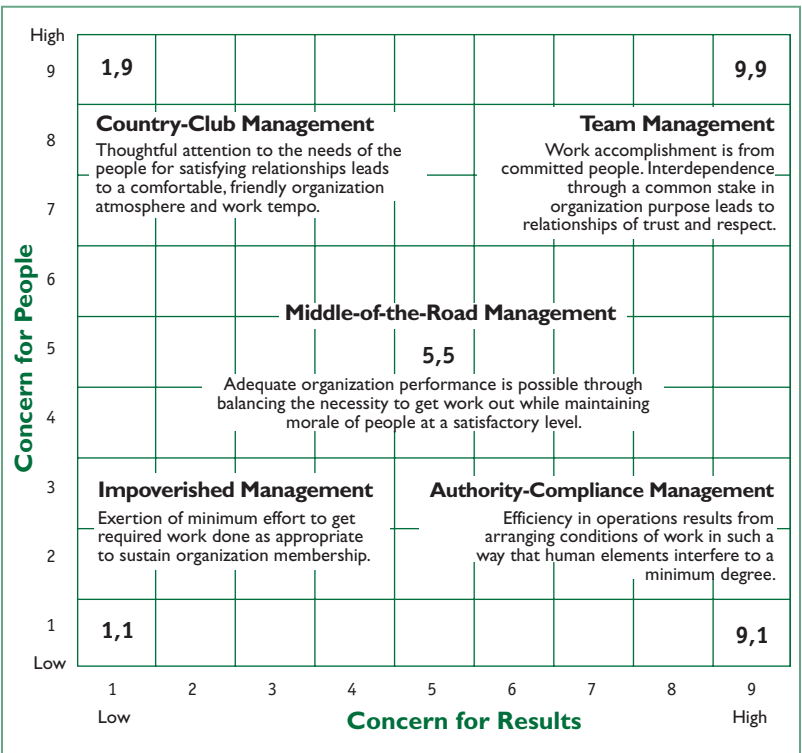 High
9
1,9
9,9
8
Country-Club Management
Thoughtful attention to the needs of the
people for satisfying relationships leads
to a comfortable, friendly organization
atmosphere and work tempo.
Team Management
Work accomplishment is from
committed people. Interdependence
through a common stake in
organization purpose leads to
relationships of trust and respect.
7
6
Concern for People
Middle-of-the-Road Management
5
5,5
Adequate organization performance is possible through
balancing the necessity to get work out while maintaining
morale of people at a satisfactory level.
4
3
Impoverished Management
Exertion of minimum effort to get
required work done as appropriate
to sustain organization membership.
Authority-Compliance Management
Efficiency in operations results from
arranging conditions of work in such a
way that human elements interfere to a
minimum degree.
2
1
1,1
9,1
Low
1 2 3 4 5 6 7 8 9
Low
Concern for Results
High